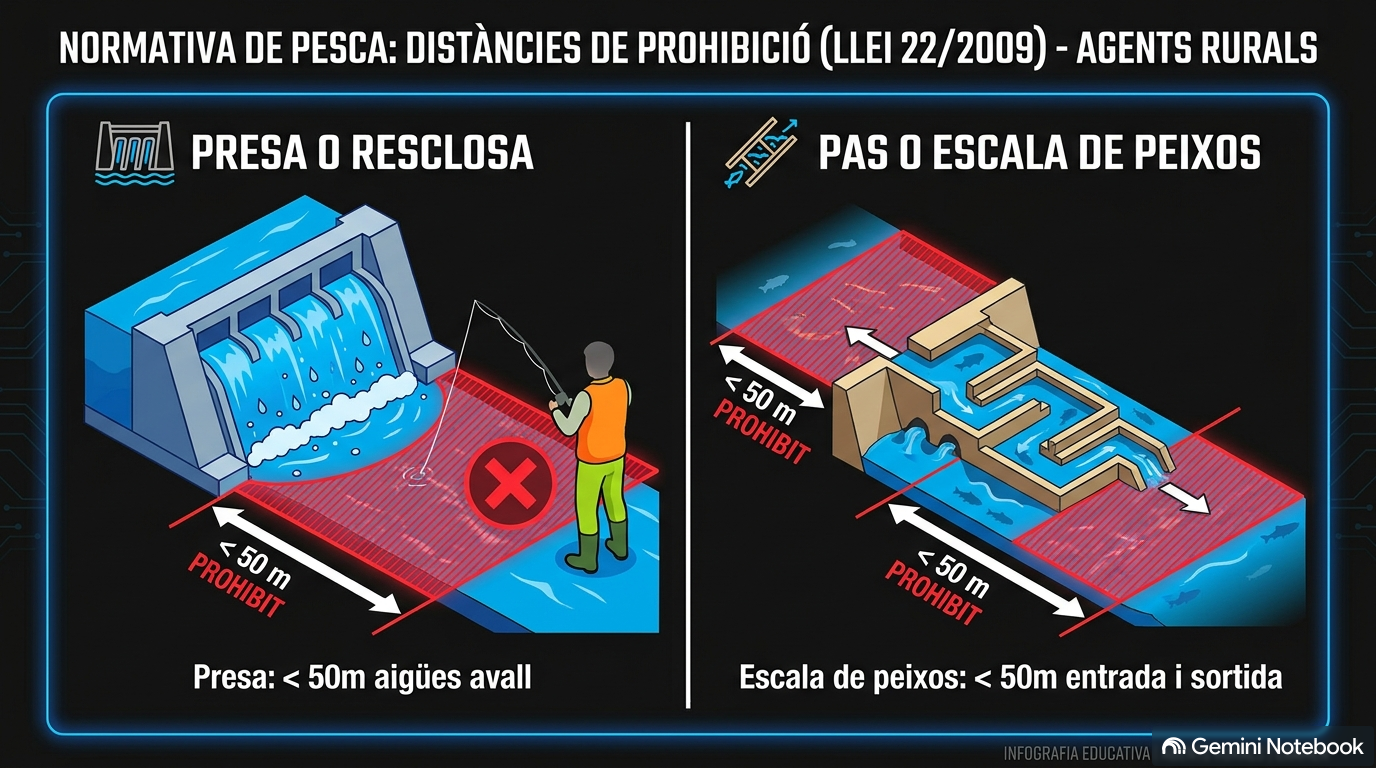 NORMATIVA DE PESCA: DISTÀNCIES DE PROHIBICIÓ (LLEI 22/2009) - AGENTS RURALS
PRESA O RESCLOSA
< 50 m
PROHIBIT
Presa: < 50m aigües avall
PAS O ESCALA DE PEIXOS
< 50 m
PROHIBIT
< 50 m
PROHIBIT
Escala de peixos: < 50m entrada i sortida
INFOGRAFIA EDUCATIVA
Gemini Notebook